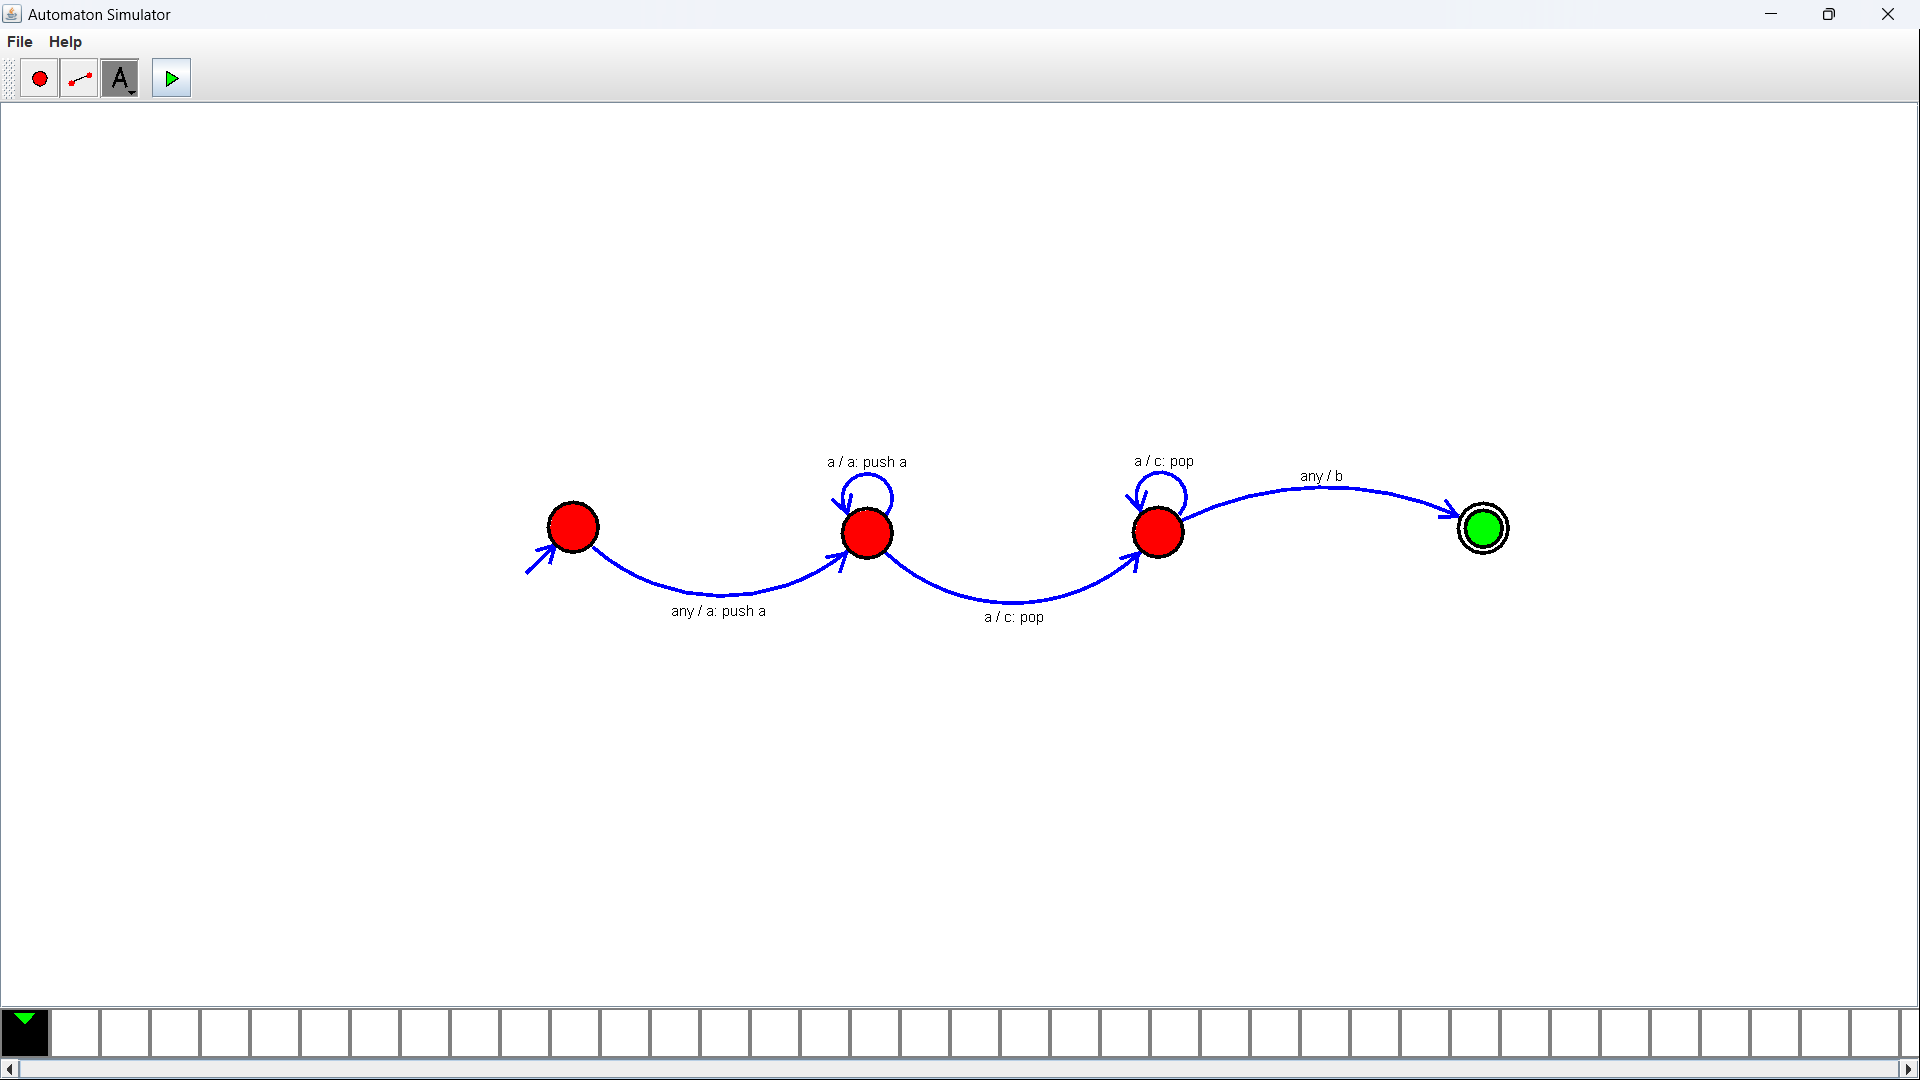 Automaton Simulator
File Help
A
a / a: push a
a / c: pop
any / b
any / a: push a
a / c: pop